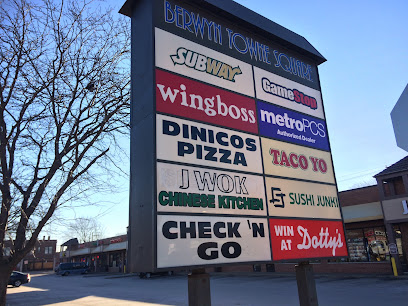 BERWYN TOWNE SQUARE
SUBWAY
GameStop
wingboss
metroPCS
Authorized Dealer
DINICOS
PIZZA
TACO YO
J WOK
CHINESE KITCHEN
SUSHI JUNKI
CHECK 'N
GO
WIN
AT Dotty's